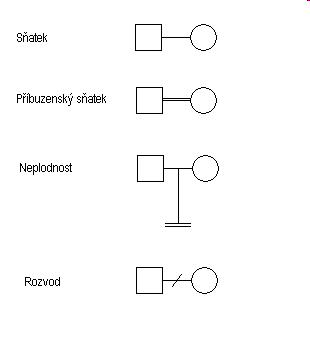 Sňatek
Příbuzenský sňatek
Neplodnost
Rozvod